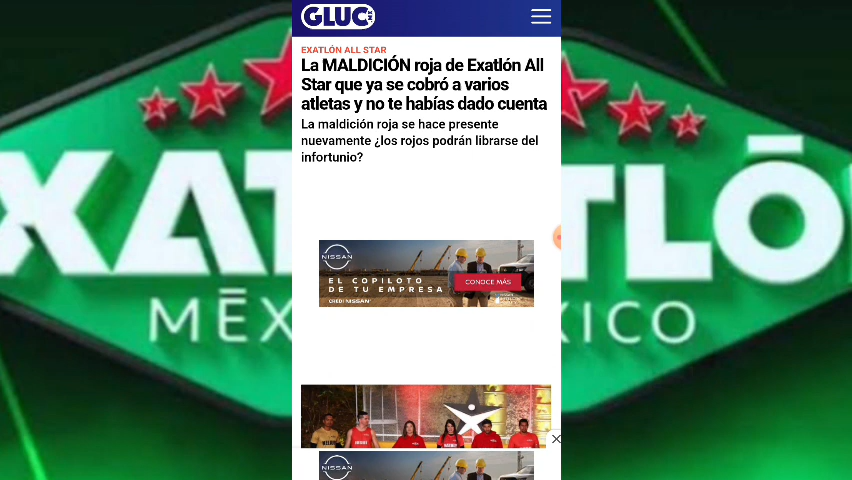 GLUC MX
EXATLÓN ALL STAR
La MALDICIÓN roja de Exatlón All
Star que ya se cobró a varios
atletas y no te habías dado cuenta
La maldición roja se hace presente
nuevamente ¿los rojos podrán librarse del
infortunio?
XAT
TLÓ
MÉX
XICO
NISSAN
EL COPILOTO
DE TU EMPRESA
CREDI NISSAN
CONOCE MÁS
NISSAN